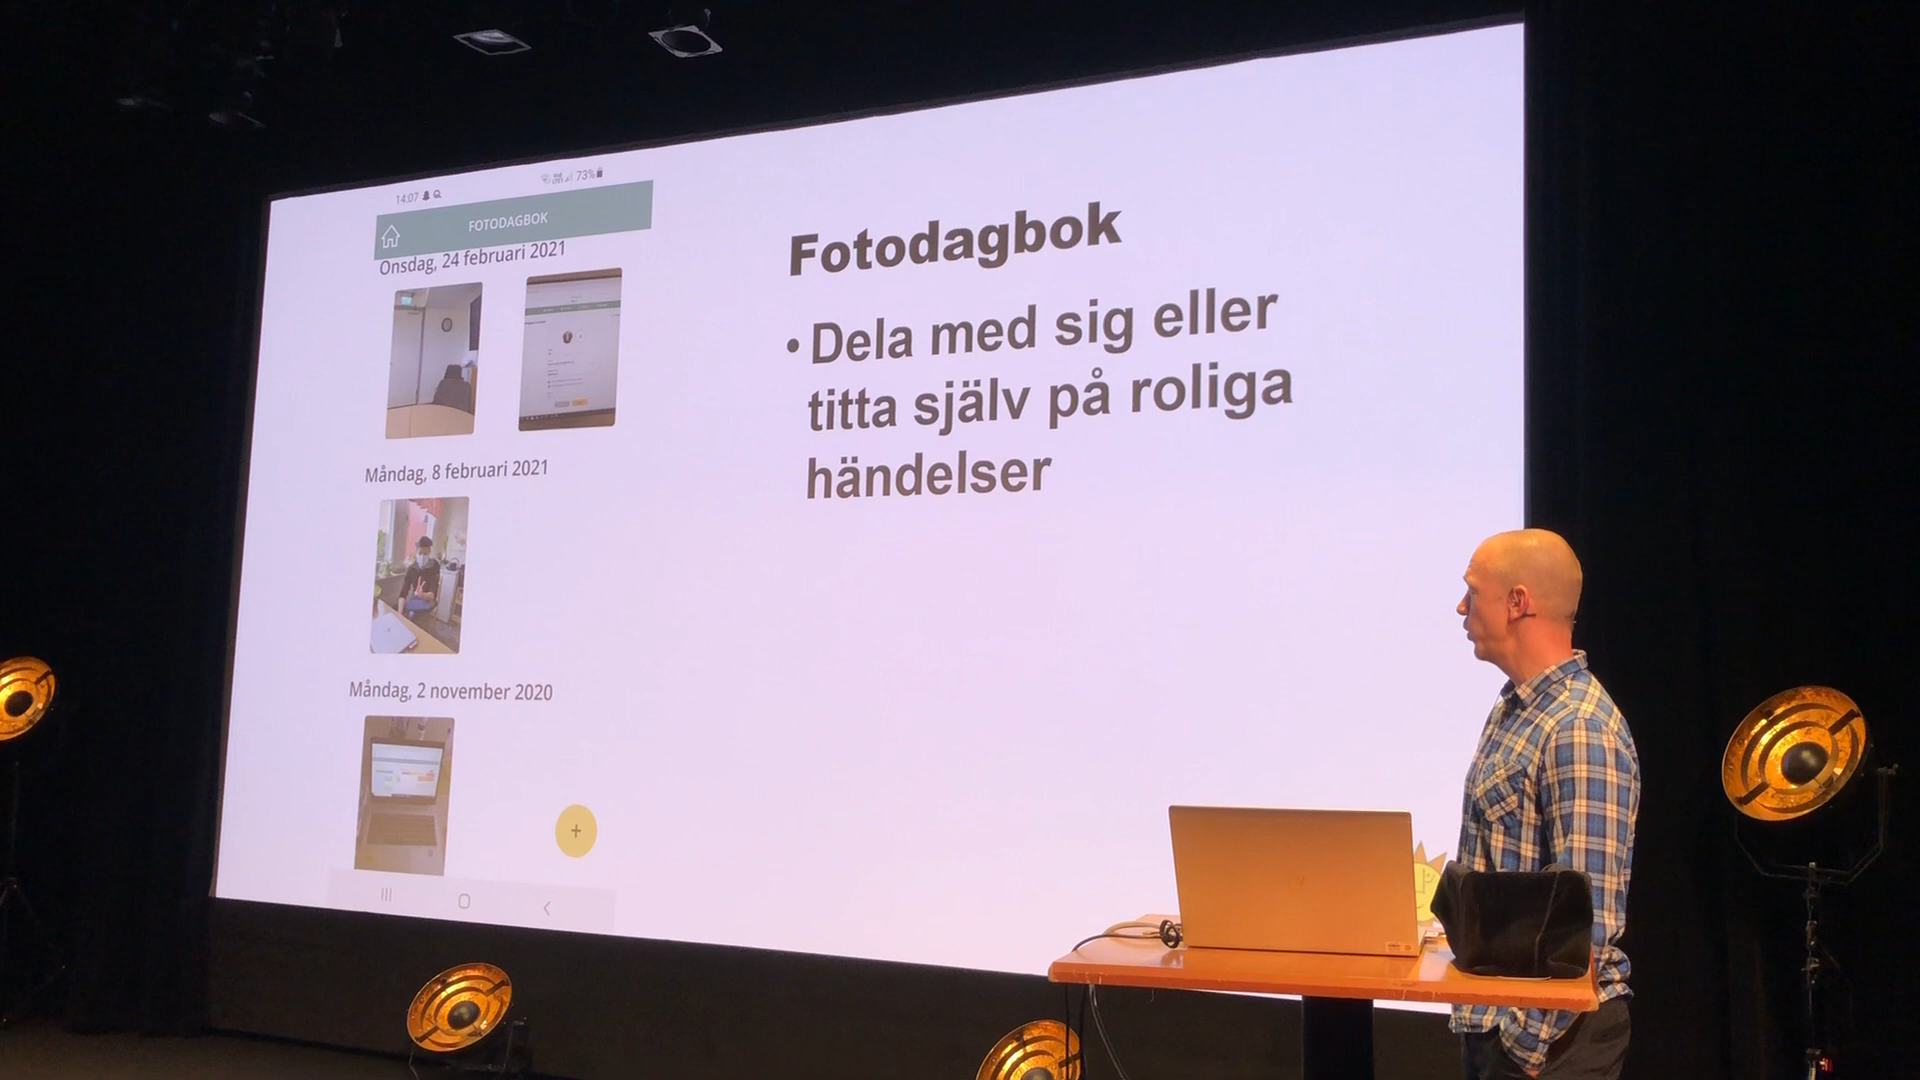 14:07
73%
FOTODAGBOK
Onsdag, 24 februari 2021
Måndag, 8 februari 2021
Måndag, 2 november 2020
+
Fotodagbok
• Dela med sig eller
titta själv på roliga
händelser